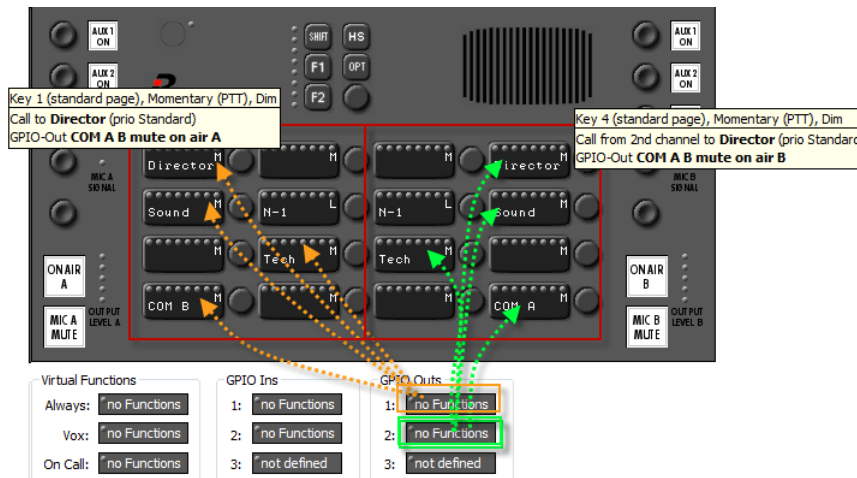 AUX 1
ON
SHIFT
HS
AUX 1
ON
AUX 2
ON
F1
OPT
AUX 2
ON
F2
Key 1 (standard page), Momentary (PTT), Dim
Call to Director (prio Standard)
GPIO-Out COM A B mute on air A
Key 4 (standard page), Momentary (PTT), Dim
Call from 2nd channel to Director (prio Standard
GPIO-Out COM A B mute on air B
MIC A
SIGNAL
Director M
M
M
Director M
MIC B
SIGNAL
Sound M
N-1 L
N-1 L
Sound M
M
Tech M
Tech M
M
ON AIR
A
ON AIR
B
COM B M
M
M
COM A M
OUTPUT
LEVEL A
OUTPUT
LEVEL B
MIC A
MUTE
MIC B
MUTE
Virtual Functions
GPIO Ins
GPIO Outs
Always: no Functions
1: no Functions
1: no Functions
Vox: no Functions
2: no Functions
2: no Functions
On Call: no Functions
3: not defined
3: not defined